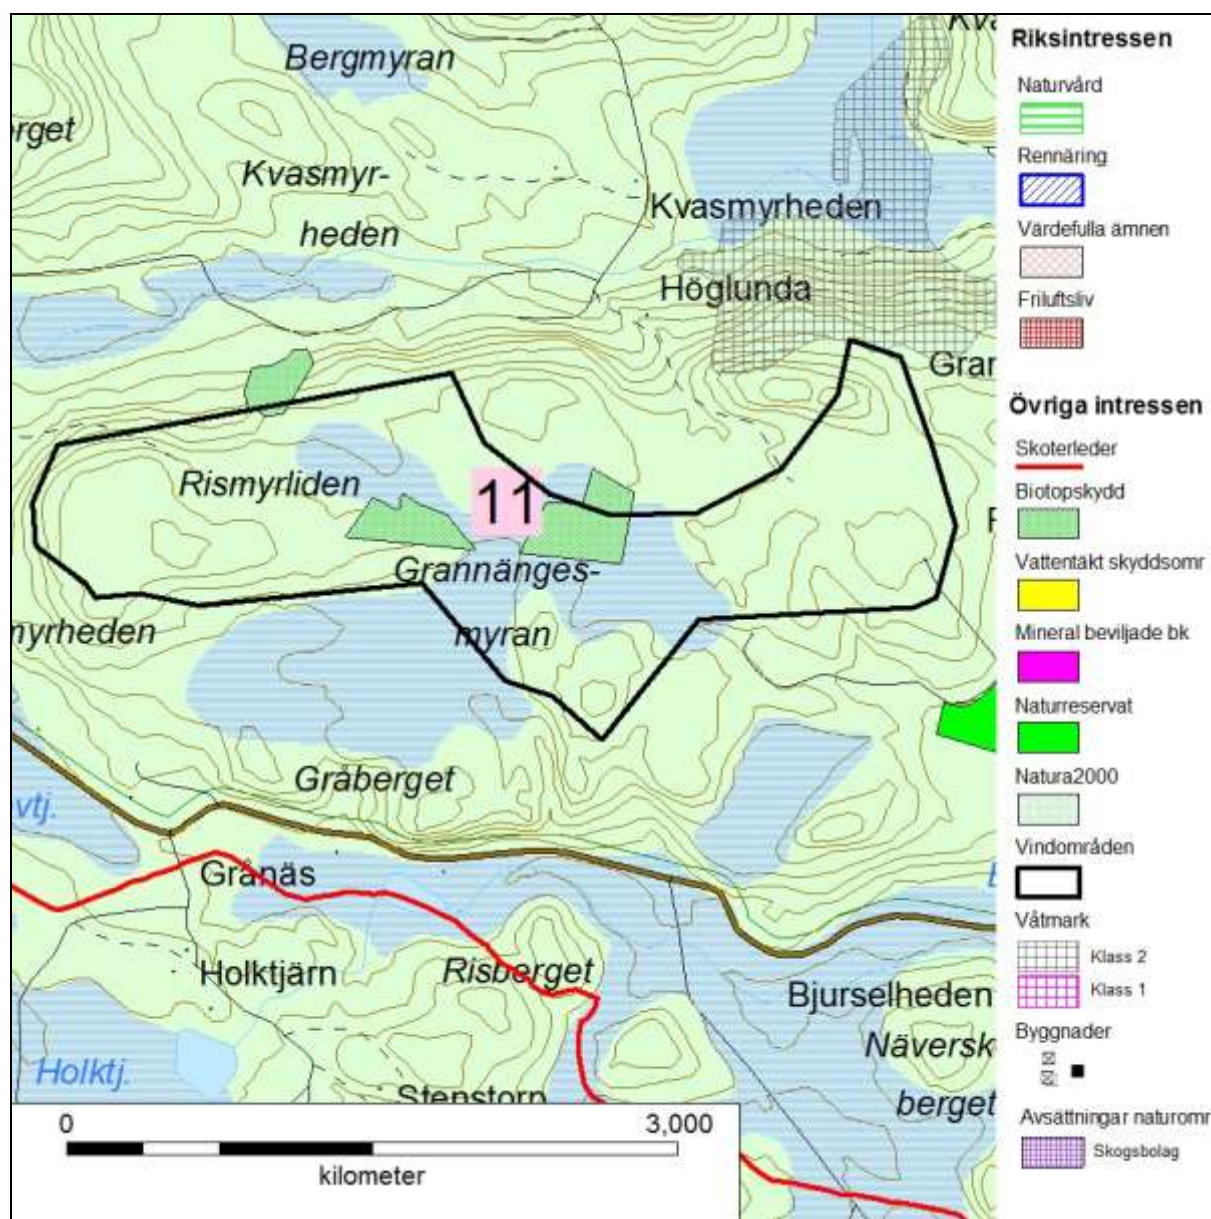 Bergmyran
rget
Kvasmyr-
heden
Kvasmyrheden
Höglunda
Gran
Rismyrliden
11
Grannänges-
myran
myrheden
Gråberget
vtj.
Grånäs
Holktjärn
Risberget
Bjurselheden
Näversk
berget
Holktj.
Stenstorp
0
3,000
kilometer
Riksintressen
Naturvård
Rennäring
Värdefulla ämnen
Friluftsliv
Övriga intressen
Skoterleder
Biotopskydd
Vattentäkt skyddsomr
Mineral beviljade bk
Naturreservat
Natura2000
Vindområden
Våtmark
Klass 2
Klass 1
Byggnader
Avsättningar naturomr
Skogsbolag